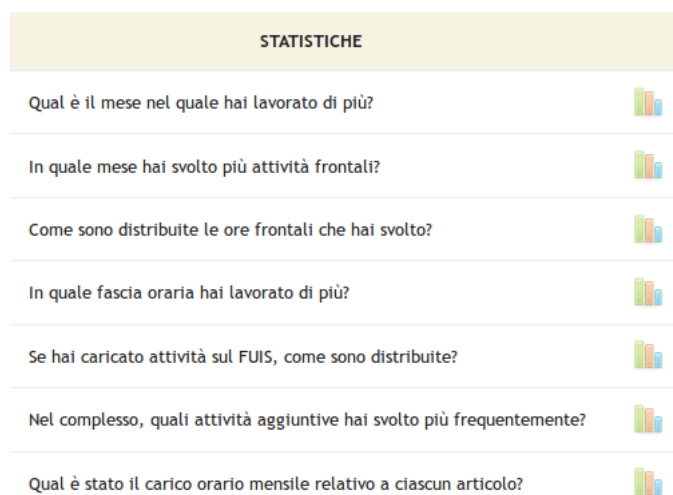 STATISTICHE
Qual è il mese nel quale hai lavorato di più?
In quale mese hai svolto più attività frontali?
Come sono distribuite le ore frontali che hai svolto?
In quale fascia oraria hai lavorato di più?
Se hai caricato attività sul FUIS, come sono distribuite?
Nel complesso, quali attività aggiuntive hai svolto più frequentemente?
Qual è stato il carico orario mensile relativo a ciascun articolo?